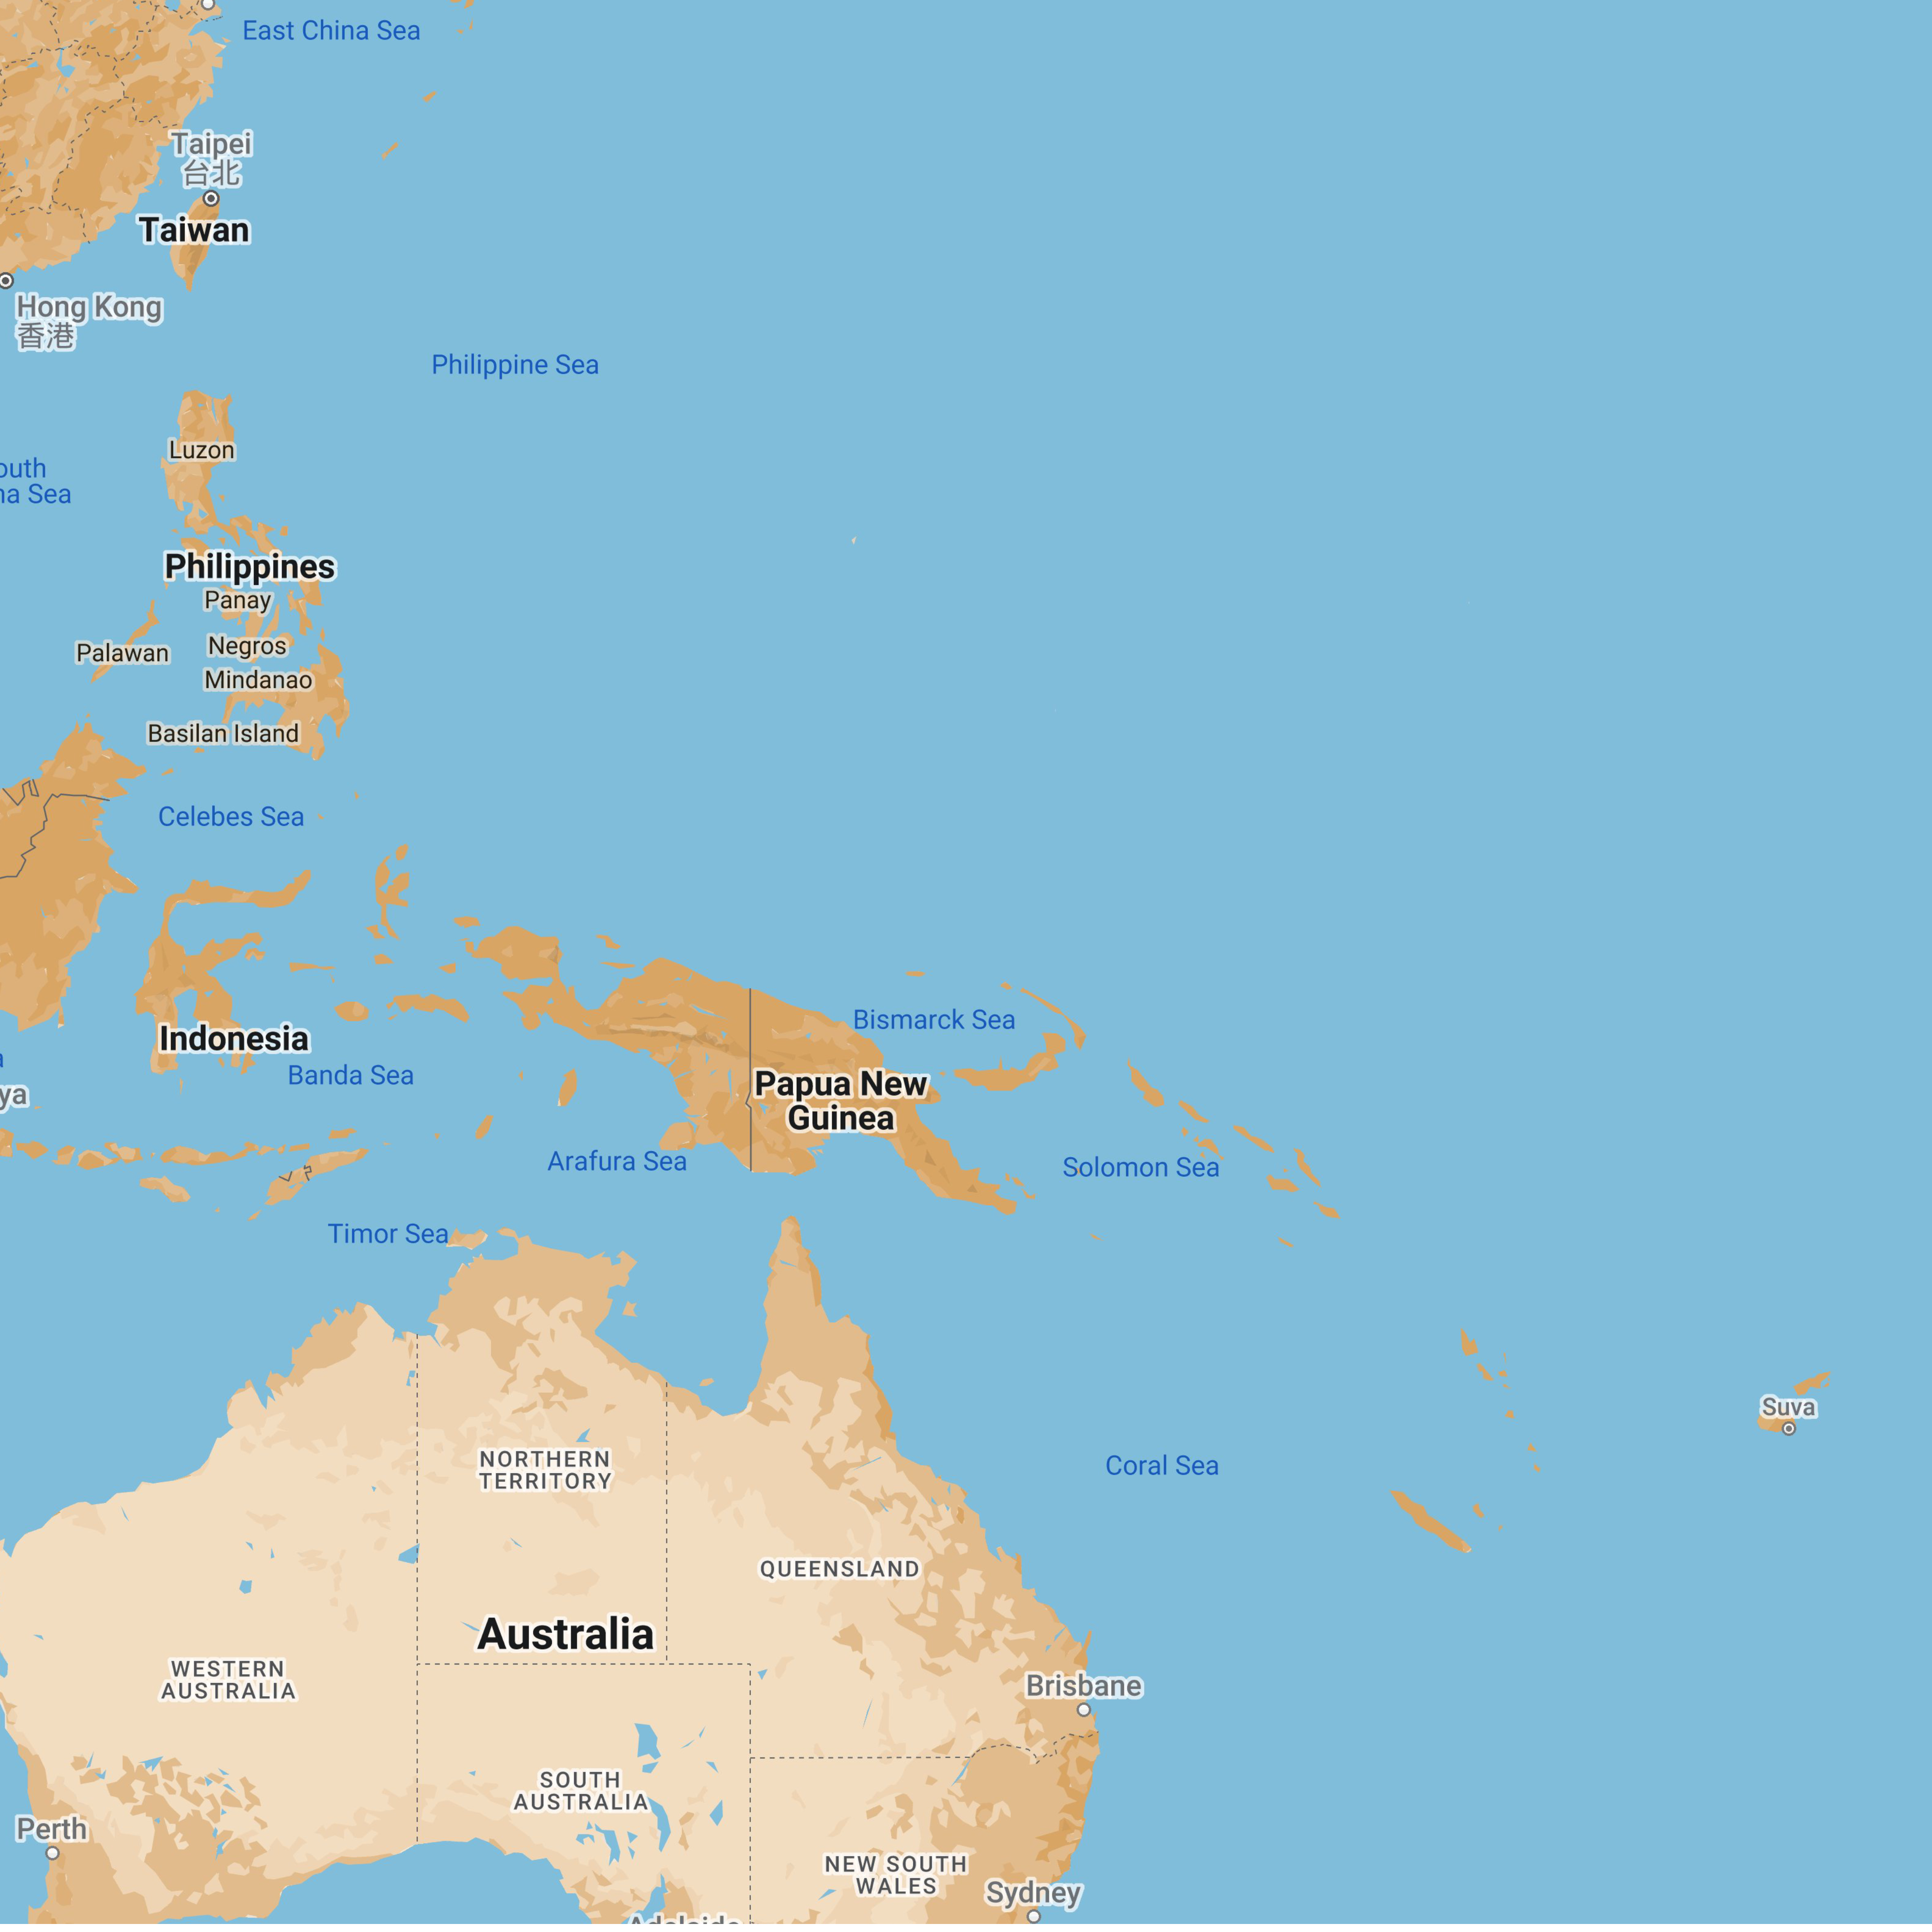 East China Sea
Taipei
台北
Taiwan
Hong Kong
香港
Philippine Sea
Luzon
outh
na Sea
Philippines
Panay
Negros
Palawan
Mindanao
Basilan Island
Celebes Sea
Bismarck Sea
Indonesia
a
Banda Sea
Papua New
Guinea
ya
Arafura Sea
Solomon Sea
Timor Sea
Suva
NORTHERN
TERRITORY
Coral Sea
QUEENSLAND
Australia
WESTERN
AUSTRALIA
Brisbane
SOUTH
AUSTRALIA
Perth
NEW SOUTH
WALES
Sydney
Adelaide